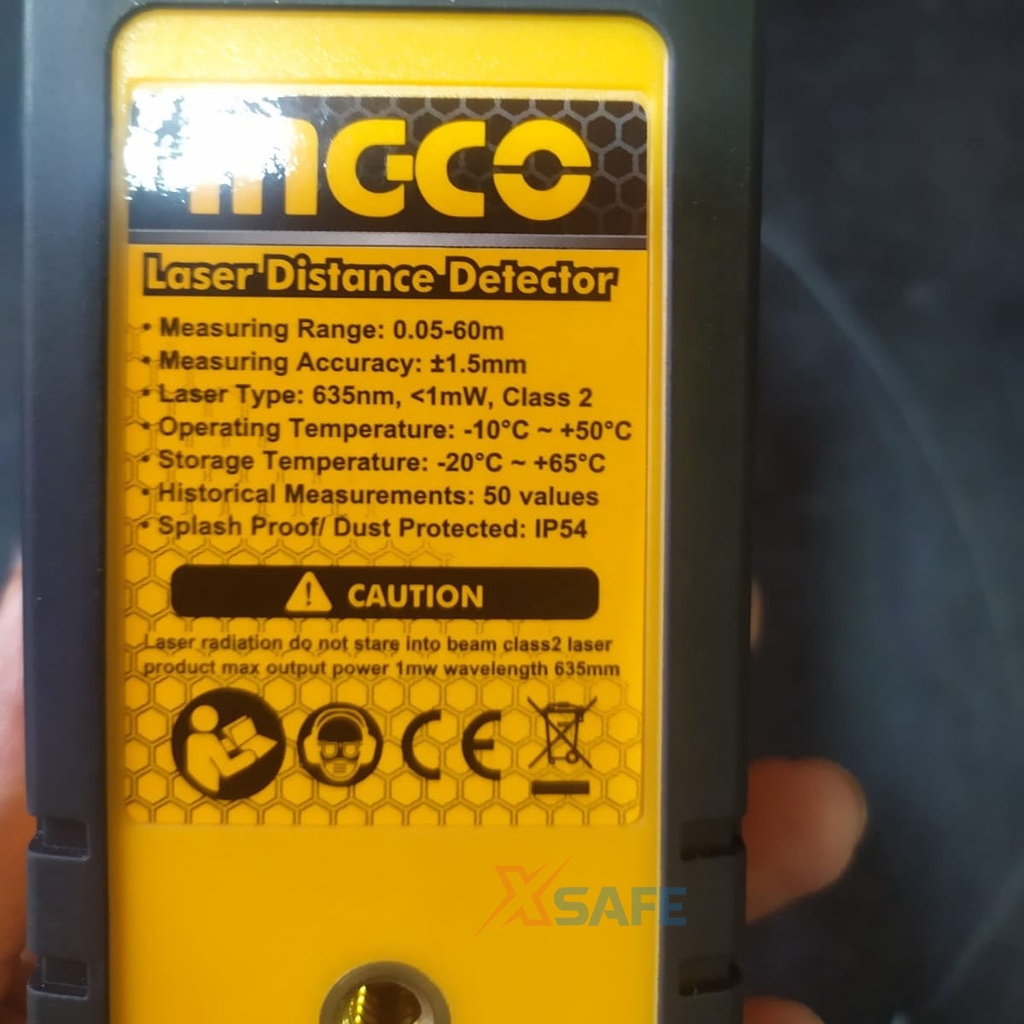 INGCO
Laser Distance Detector
• Measuring Range: 0.05-60m
• Measuring Accuracy: ±1.5mm
• Laser Type: 635nm, <1mW, Class 2
• Operating Temperature: -10°C ~ +50°C
• Storage Temperature: -20°C ~ +65°C
• Historical Measurements: 50 values
• Splash Proof/ Dust Protected: IP54
CAUTION
Laser radiation do not stare into beam class2 laser
product max output power 1mw wavelength 635mm
CE
XSAFE